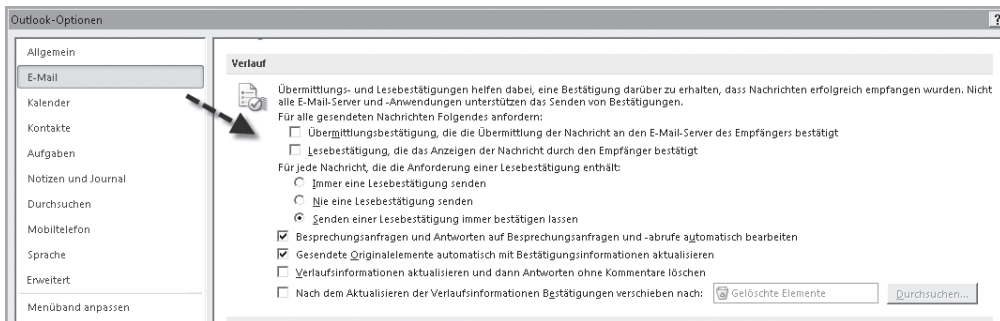 Outlook-Optionen
?
Allgemein
E-Mail
Kalender
Kontakte
Aufgaben
Notizen und Journal
Durchsuchen
Mobiltelefon
Sprache
Erweitert
Menüband anpassen
Verlauf
Übermittlungs- und Lesebestätigungen helfen dabei, eine Bestätigung darüber zu erhalten, dass Nachrichten erfolgreich empfangen wurden. Nicht
alle E-Mail-Server und -Anwendungen unterstützen das Senden von Bestätigungen.
Für alle gesendeten Nachrichten Folgendes anfordern:
Übermittlungsbestätigung, die die Übermittlung der Nachricht an den E-Mail-Server des Empfängers bestätigt
Lesebestätigung, die das Anzeigen der Nachricht durch den Empfänger bestätigt
Für jede Nachricht, die die Anforderung einer Lesebestätigung enthält:
Immer eine Lesebestätigung senden
Nie eine Lesebestätigung senden
Senden einer Lesebestätigung immer bestätigen lassen
Besprechungsanfragen und Antworten auf Besprechungsanfragen und -abrufe automatisch bearbeiten
Gesendete Originalelemente automatisch mit Bestätigungsinformationen aktualisieren
Verlaufsinformationen aktualisieren und dann Antworten ohne Kommentare löschen
Nach dem Aktualisieren der Verlaufsinformationen Bestätigungen verschieben nach: Gelöschte Elemente Durchsuchen...